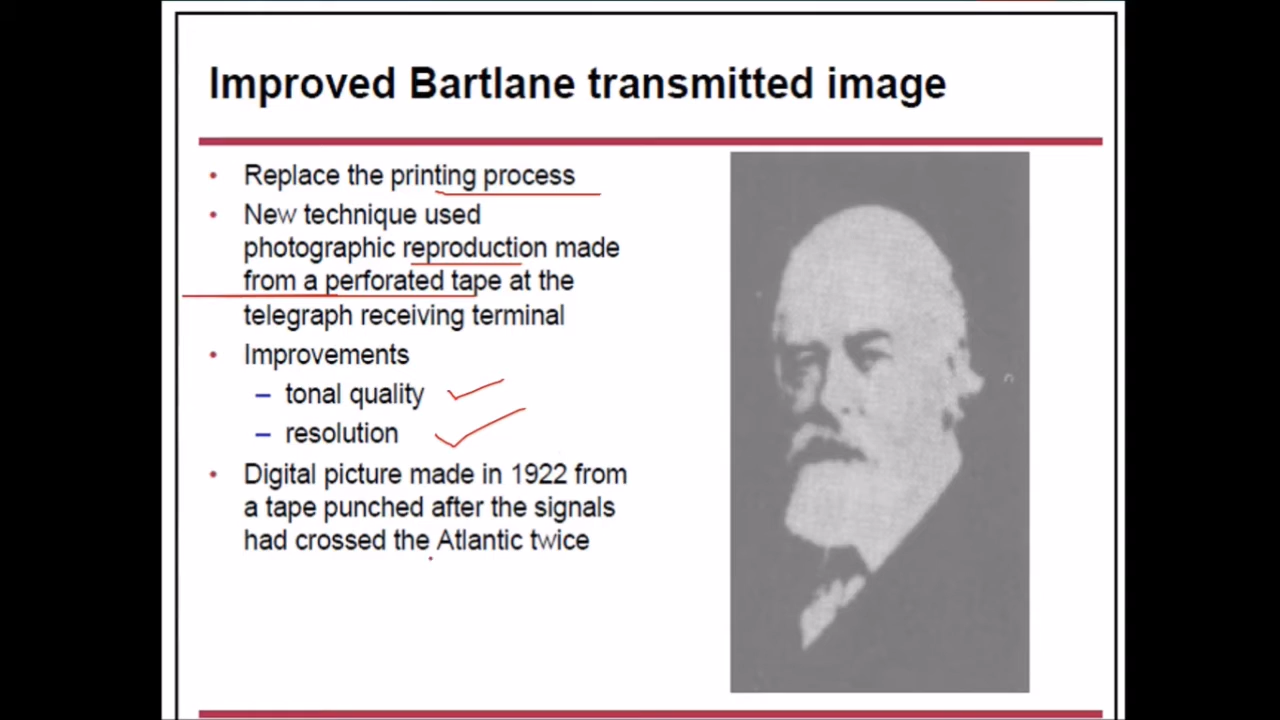 Improved Bartlane transmitted image
• Replace the printing process
• New technique used
photographic reproduction made
from a perforated tape at the
telegraph receiving terminal
• Improvements
– tonal quality
– resolution
• Digital picture made in 1922 from
a tape punched after the signals
had crossed the Atlantic twice